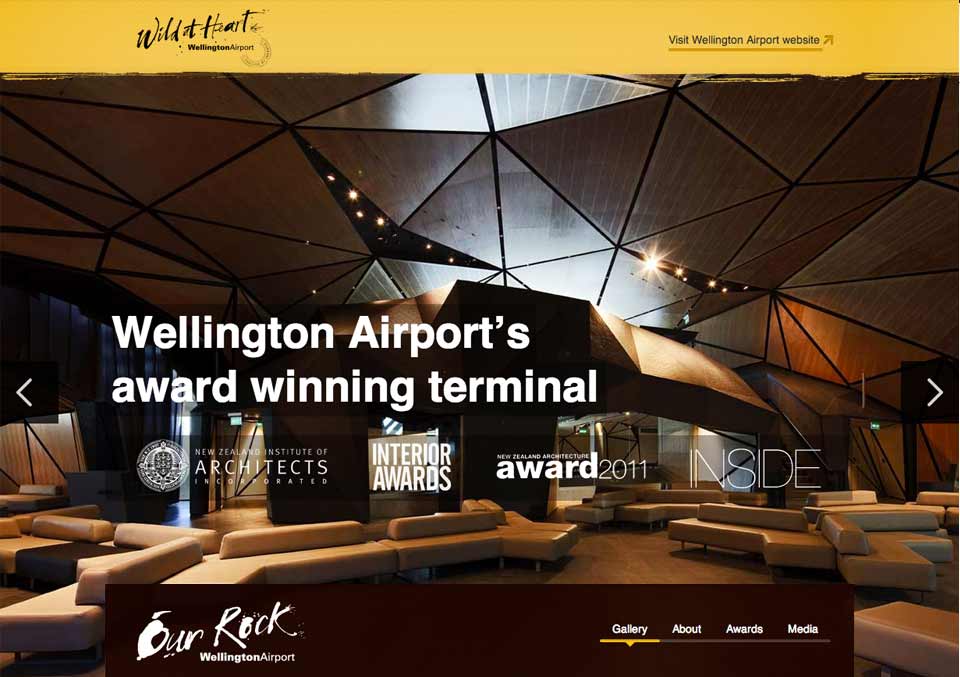 Wild at Heart
WellingtonAirport
Visit Wellington Airport website
Wellington Airport’s
award winning terminal
NEW ZEALAND INSTITUTE OF
ARCHITECTS
INCORPORATED
INTERIOR
AWARDS
NEW ZEALAND ARCHITECTURE
award2011
INSIDE
Our Rock
WellingtonAirport
Gallery About Awards Media